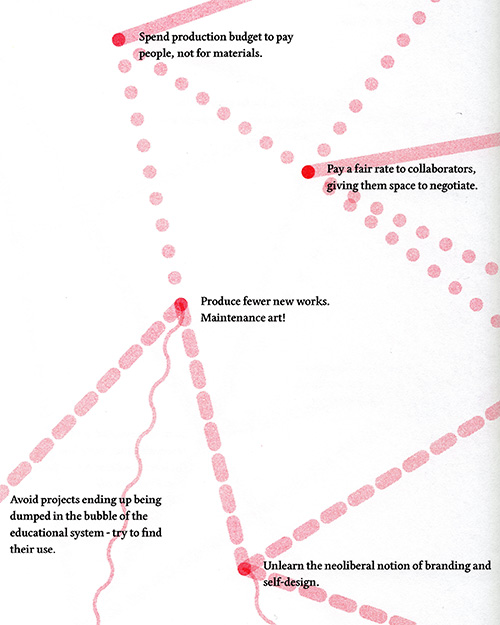 Spend production budget to pay
people, not for materials.
Pay a fair rate to collaborators,
giving them space to negotiate.
Produce fewer new works.
Maintenance art!
Avoid projects ending up being
dumped in the bubble of the
educational system - try to find
their use.
Unlearn the neoliberal notion of branding and
self-design.